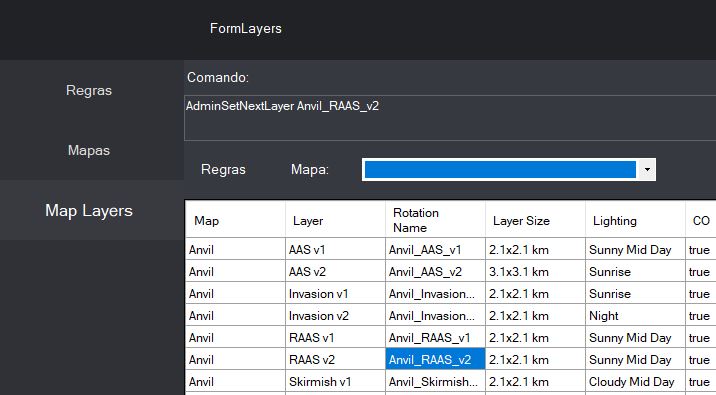 FormLayers
Regras
Mapas
Map Layers
Comando:
AdminSetNextLayer Anvil_RAAS_v2
Regras Mapa:
Map Layer Rotation Name Layer Size Lighting CO
Anvil AAS v1 Anvil_AAS_v1 2.1x2.1 km Sunny Mid Day true
Anvil AAS v2 Anvil_AAS_v2 3.1x3.1 km Sunrise true
Anvil Invasion v1 Anvil_Invasion... 2.1x2.1 km Sunrise true
Anvil Invasion v2 Anvil_Invasion... 2.1x2.1 km Night true
Anvil RAAS v1 Anvil_RAAS_v1 2.1x2.1 km Sunny Mid Day true
Anvil RAAS v2 Anvil_RAAS_v2 2.1x2.1 km Sunny Mid Day true
Anvil Skirmish v1 Anvil_Skirmish... 2.1x2.1 km Cloudy Mid Day true